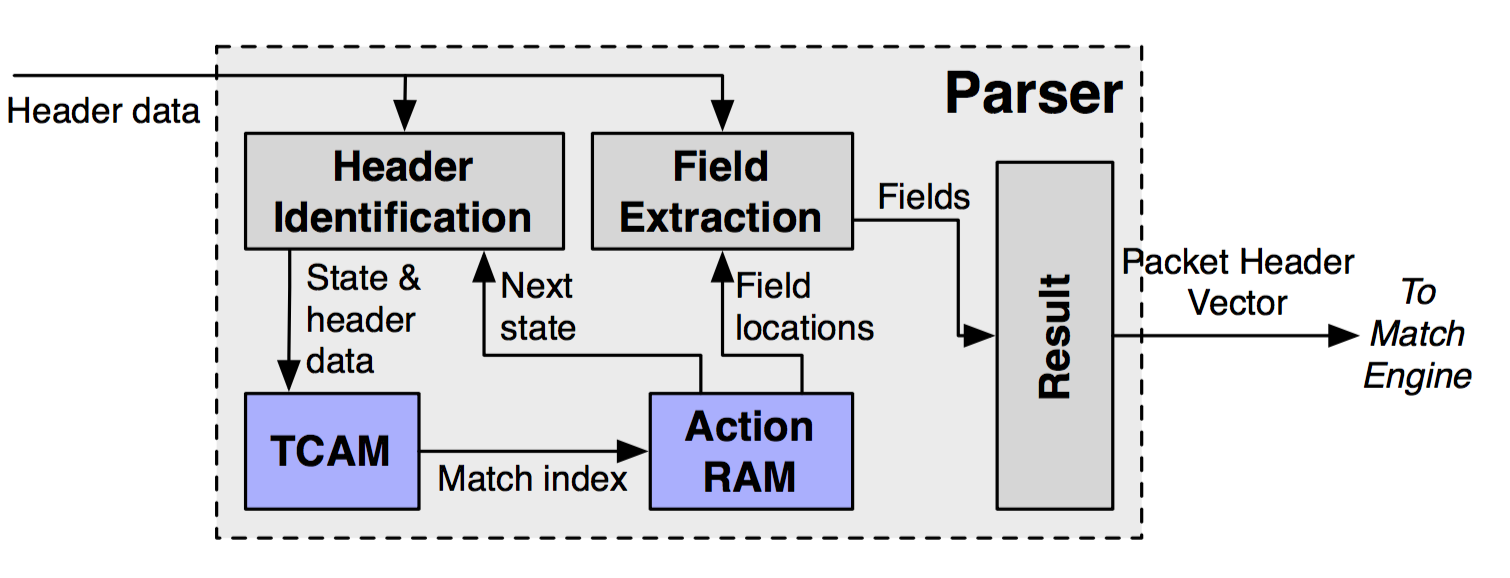 Parser
Header data
Header
Identification
Field
Extraction
Fields
State &
header
data
Next
state
Field
locations
Packet Header
Vector
To
Match
Engine
Result
TCAM
Match index
Action
RAM